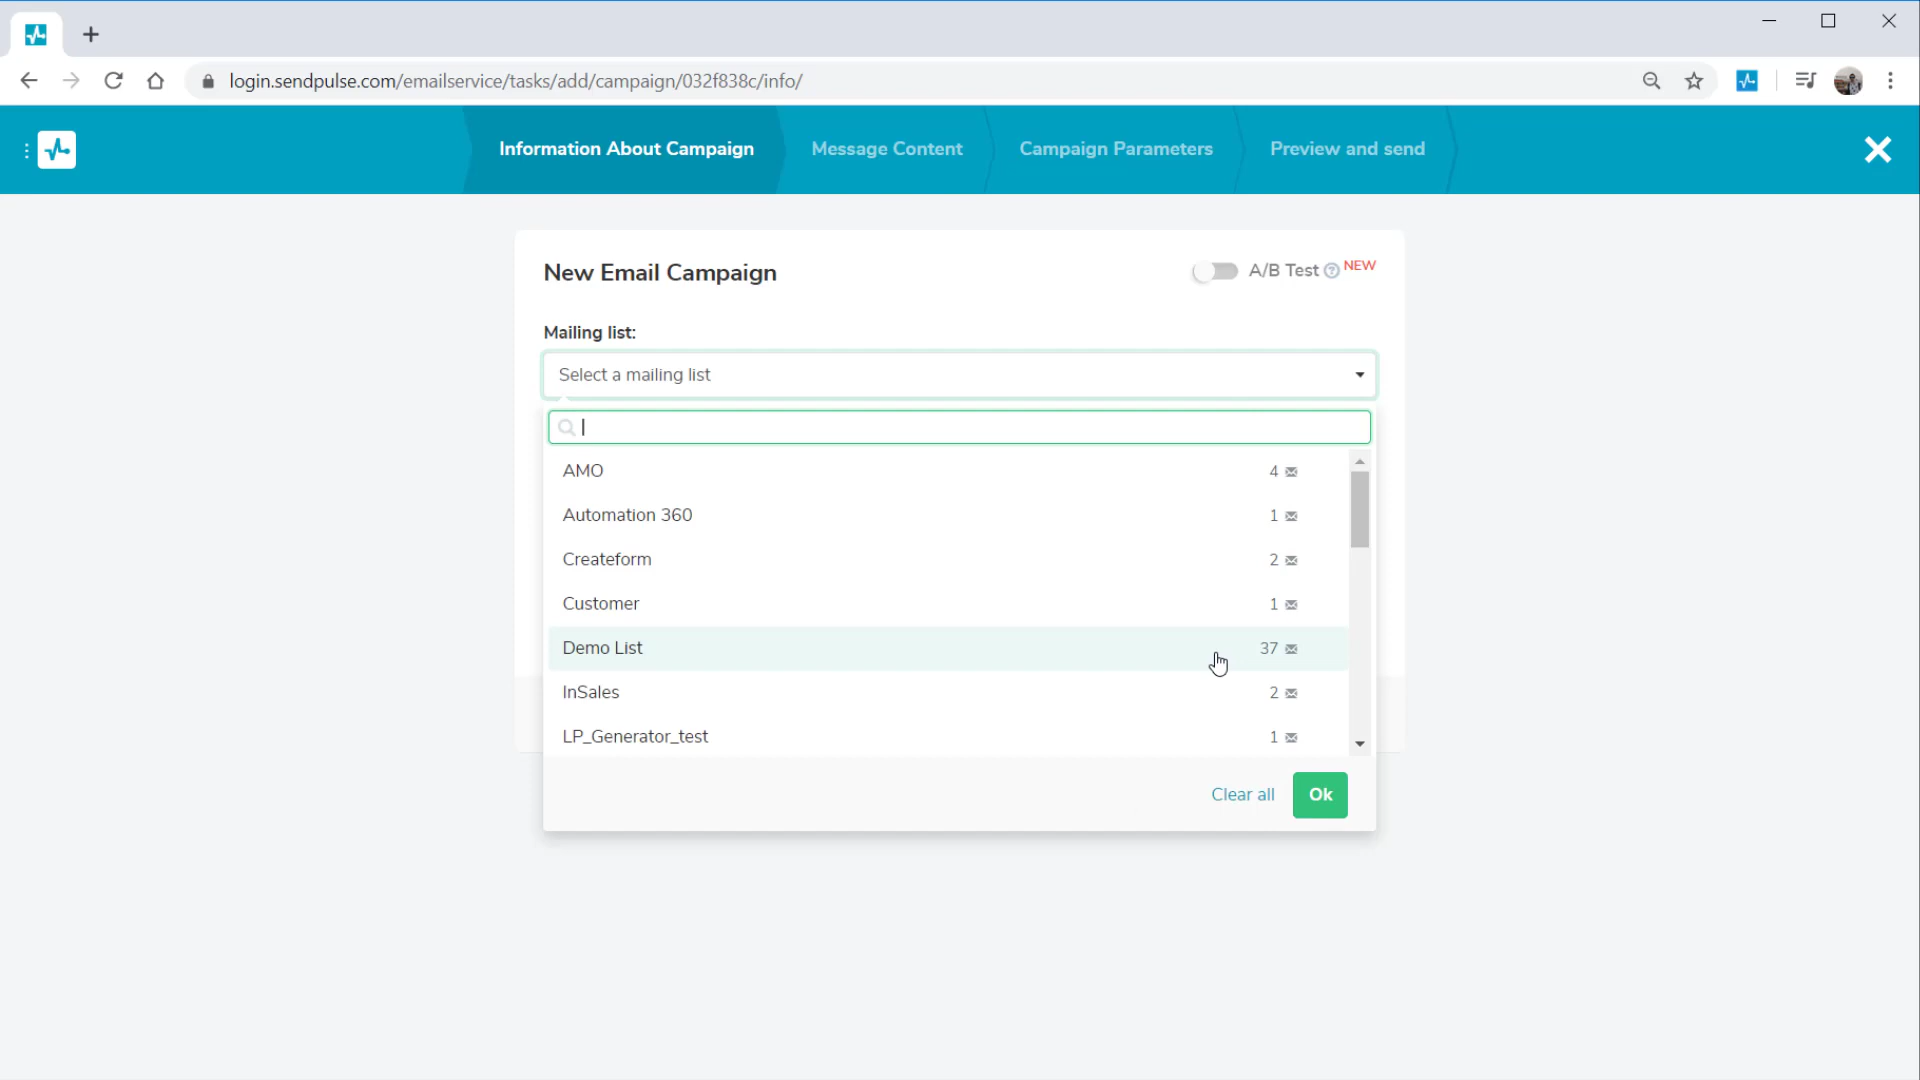 login.sendpulse.com/emailservice/tasks/add/campaign/032f838c/info/
Information About Campaign
Message Content
Campaign Parameters
Preview and send
New Email Campaign
A/B Test ? NEW
Mailing list:
Select a mailing list
AMO 4
Automation 360 1
Createform 2
Customer 1
Demo List 37
InSales 2
LP_Generator_test 1
Clear all
Ok